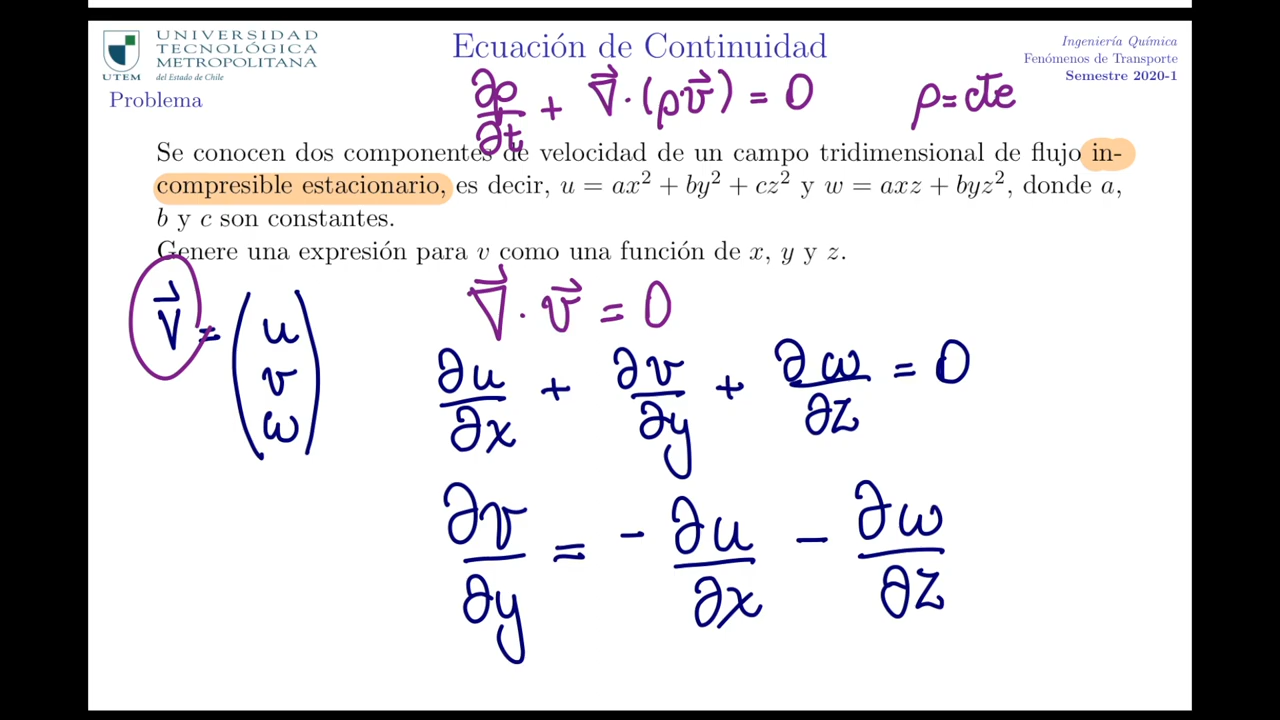 UNIVERSIDAD
TECNOLÓGICA
METROPOLITANA
UTEM
del Estado de Chile
Ecuación de Continuidad
Ingeniería Química
Fenómenos de Transporte
Semestre 2020-1
Problema
∂ρ/∂t + ∇⃗·(ρv⃗) = 0
ρ = cte
Se conocen dos componentes de velocidad de un campo tridimensional de flujo in-
compresible estacionario, es decir, u = ax² + by² + cz² y w = axz + byz², donde a,
b y c son constantes.
Genere una expresión para v como una función de x, y y z.
V⃗ = (u v w)
∇⃗ · v⃗ = 0
∂u/∂x + ∂v/∂y + ∂w/∂z = 0
∂v/∂y = - ∂u/∂x - ∂w/∂z